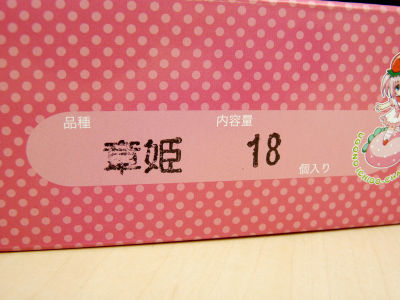 品種 内容量
章姫 18 個入り